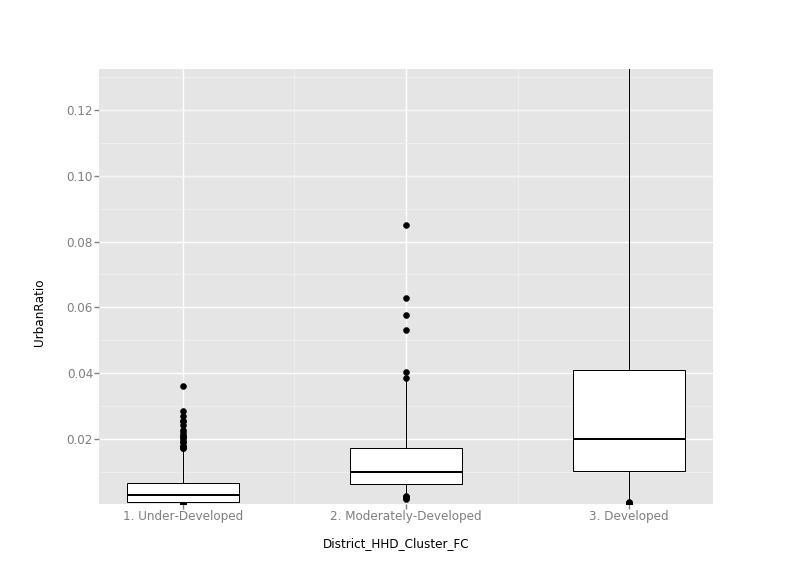 0.12
0.10
0.08
0.06
0.04
0.02
UrbanRatio
1. Under-Developed
2. Moderately-Developed
3. Developed
District_HHD_Cluster_FC